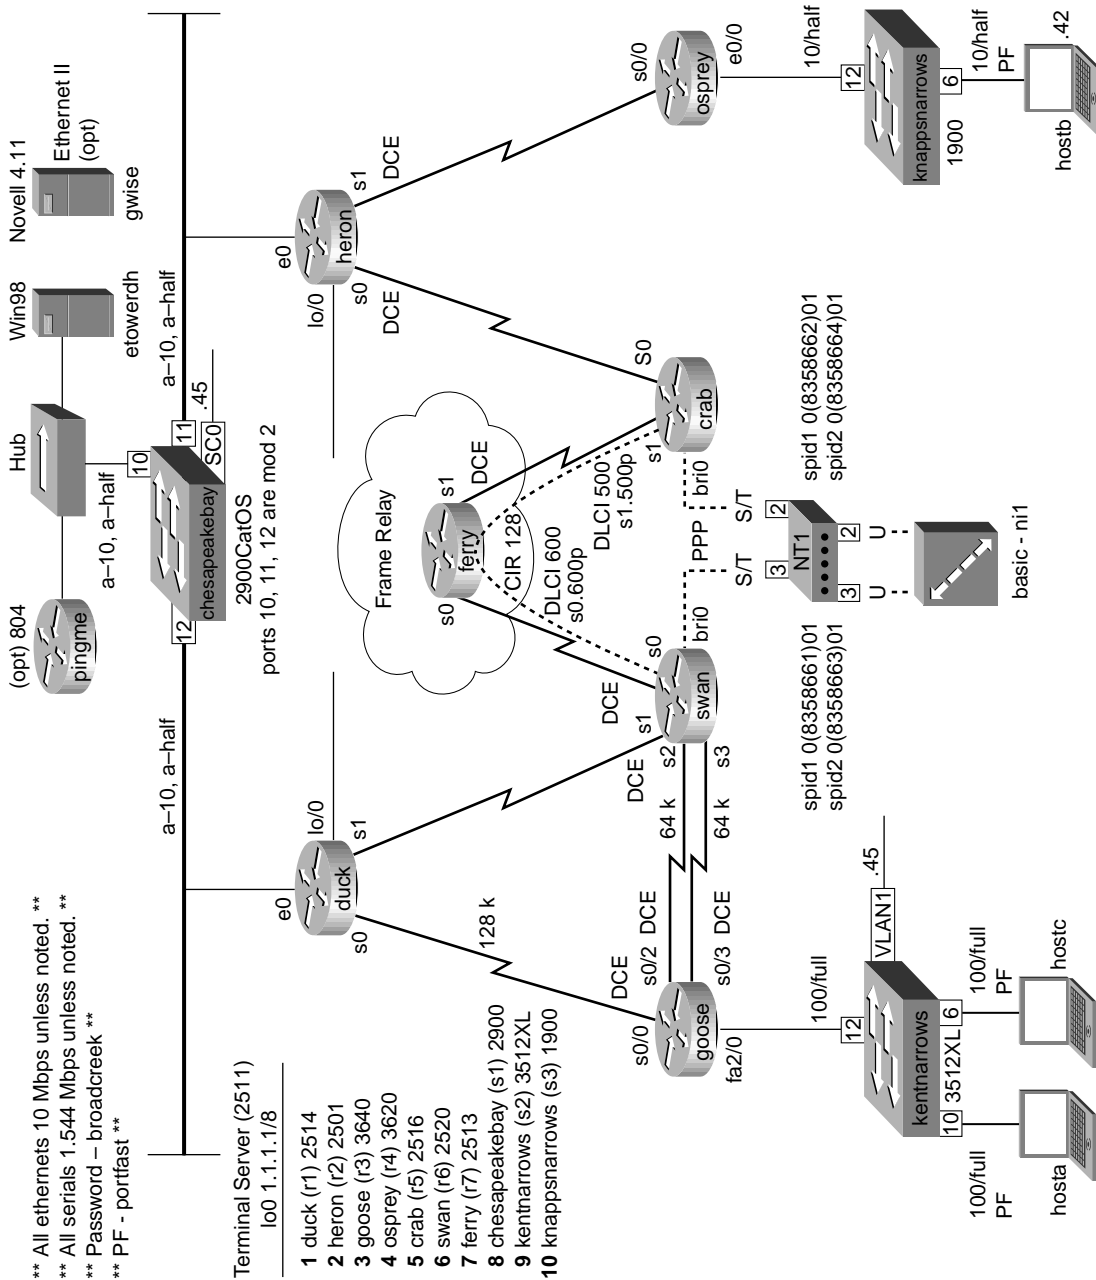 ** All ethernets 10 Mbps unless noted. **
** All serials 1.544 Mbps unless noted. **
** Password – broadcreek **
** PF - portfast **
Terminal Server (2511)
lo0 1.1.1.1/8
1 duck (r1) 2514
2 heron (r2) 2501
3 goose (r3) 3640
4 osprey (r4) 3620
5 crab (r5) 2516
6 swan (r6) 2520
7 ferry (r7) 2513
8 chesapeakebay (s1) 2900
9 kentnarrows (s2) 3512XL
10 knappsnarrows (s3) 1900
(opt) 804
pingme
Hub
Win98
etowerdh
Novell 4.11
Ethernet II
(opt)
gwise
a–10, a–half
10
12
11
chesapeakebay
SC0
.45
2900CatOS
ports 10, 11, 12 are mod 2
a–10, a–half
a–10, a–half
e0
duck
lo/0
s0
s1
e0
heron
lo/0
s0
DCE
s1
DCE
Frame Relay
ferry
s0
s1
DCE
CIR 128
DLCI 600
s0.600p
DLCI 500
s1.500p
128 k
DCE
s0/0
goose
s0/2 DCE
s0/3 DCE
fa2/0
64 k
64 k
DCE
s1
DCE
s2
s3
s0
swan
bri0
S0
crab
s1
bri0
PPP
S/T
S/T
3
2
NT1
3
2
U
U
basic - ni1
spid1 0(8358661)01
spid2 0(8358663)01
spid1 0(8358662)01
spid2 0(8358664)01
s0/0
osprey
e0/0
10/half
12
knappsnarrows
1900
6
10/half
PF
.42
hostb
100/full
12
kentnarrows
VLAN1
.45
10
3512XL
6
100/full
PF
hosta
100/full
PF
hostc